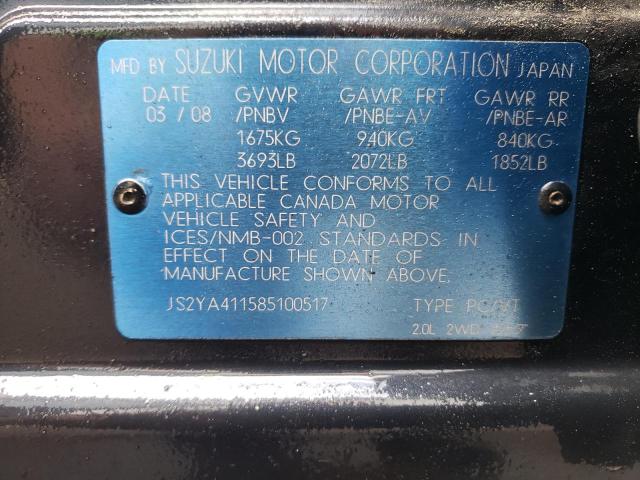 MFD BY SUZUKI MOTOR CORPORATION JAPAN
DATE GVWR GAWR FRT GAWR RR
03 / 08 /PNBV /PNBE-AV /PNBE-AR
1675KG 940KG 840KG
3693LB 2072LB 1852LB
THIS VEHICLE CONFORMS TO ALL
APPLICABLE CANADA MOTOR
VEHICLE SAFETY AND
ICES/NMB-002 STANDARDS IN
EFFECT ON THE DATE OF
MANUFACTURE SHOWN ABOVE.
JS2YA411585100517 TYPE PC/VT
2.0L 2WD